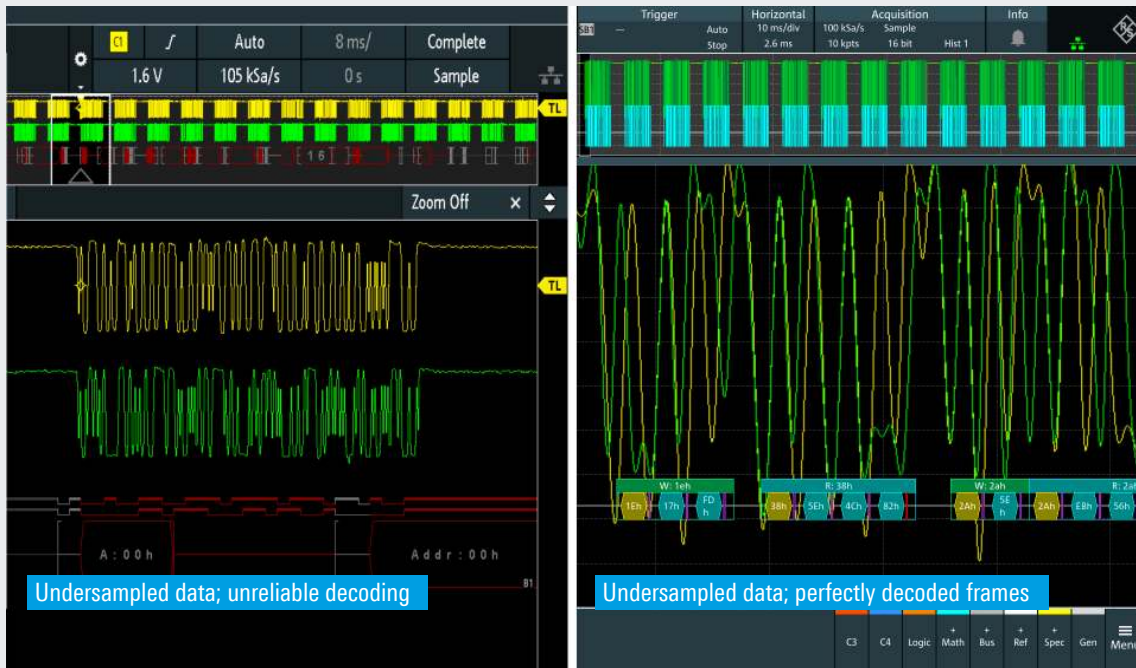 C1 Auto 8 ms/ Complete
1.6 V 105 kSa/s 0 s Sample
TL
16
Zoom Off ×
TL
A:00h Addr:00h
B1
Undersampled data; unreliable decoding
Trigger Horizontal Acquisition Info
SB1 — Auto 10 ms/div 100 kSa/s Sample
Stop 2.6 ms 10 kpts 16 bit Hist 1
R S
W: 1eh R: 38h W: 2ah R: 2a
1Eh 17h FD h 38h 5Eh 4Ch 82h 2Ah 5E h 2Ah E8h 56h
Undersampled data; perfectly decoded frames
C3 C4 Logic + Math + Bus + Ref + Spec Gen Menu